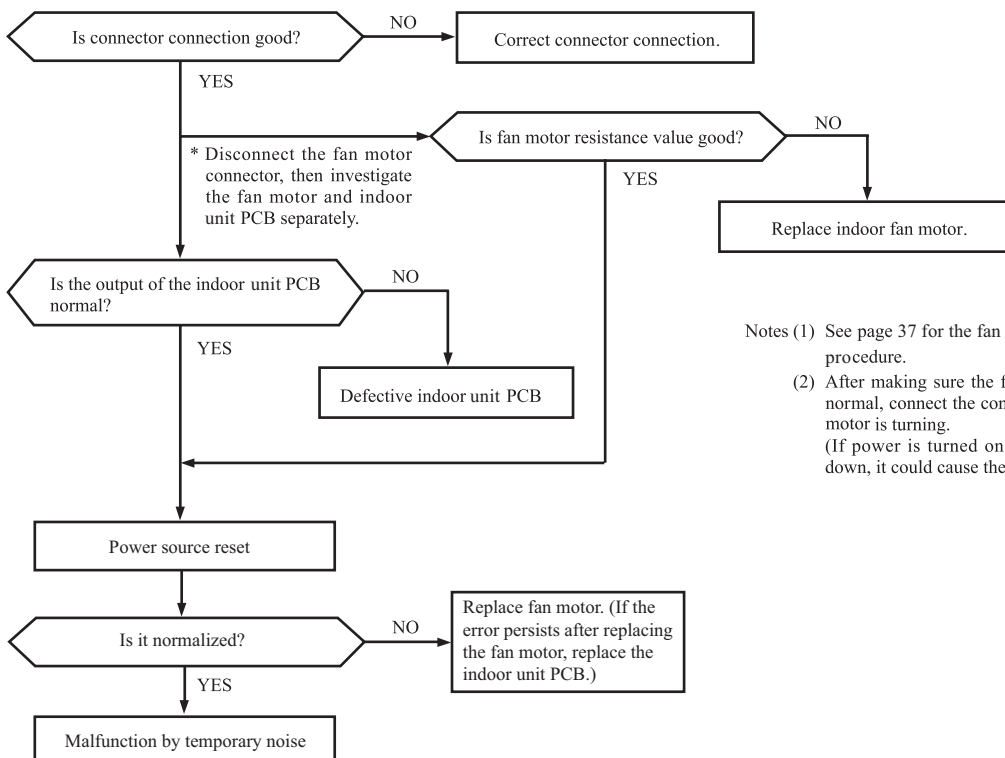 Is connector connection good?
NO
Correct connector connection.
YES
* Disconnect the fan motor
connector, then investigate
the fan motor and indoor
unit PCB separately.
Is fan motor resistance value good?
NO
YES
Replace indoor fan motor.
Is the output of the indoor unit PCB
normal?
NO
YES
Defective indoor unit PCB
Notes (1) See page 37 for the fan
procedure.
(2) After making sure the
normal, connect the
motor is turning.
(If power is turned on
down, it could cause the
Power source reset
Is it normalized?
NO
Replace fan motor. (If the
error persists after replacing
the fan motor, replace the
indoor unit PCB.)
YES
Malfunction by temporary noise